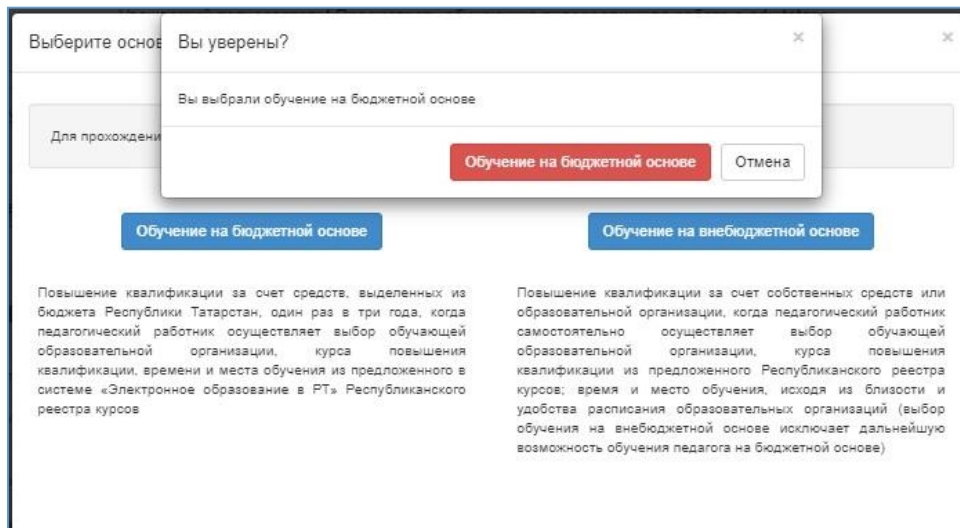 Выберите осно
Вы уверены?
×
×
Вы выбрали обучение на бюджетной основе
Для прохождени
Обучение на бюджетной основе
Отмена
Обучение на бюджетной основе
Обучение на внебюджетной основе
Повышение квалификации за счет средств, выделенных из
бюджета Республики Татарстан, один раз в три года, когда
педагогический работник осуществляет выбор обучающей
образовательной организации, курса повышения
квалификации, времени и места обучения из предложенного в
системе «Электронное образование в РТ» Республиканского
реестра курсов
Повышение квалификации за счет собственных средств или
образовательной организации, когда педагогический работник
самостоятельно осуществляет выбор обучающей
образовательной организации, курса повышения
квалификации из предложенного Республиканского реестра
курсов; время и место обучения, исходя из близости и
удобства расписания образовательных организаций (выбор
обучения на внебюджетной основе исключает дальнейшую
возможность обучения педагога на бюджетной основе)